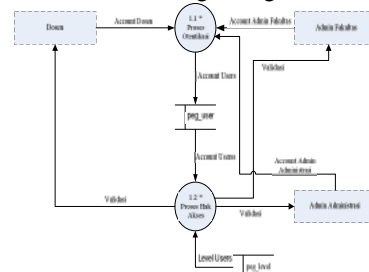 Dosen
Account Dosen
1.1 *
Proses
Otentikasi
Account Admin Fakultas
Admin Fakultas
Account Users
Validasi
peg_user
Account Users
Account Admin
Administrasi
Validasi
1.2 *
Proses Hak
Akses
Validasi
Admin Administrasi
Level Users
peg_level